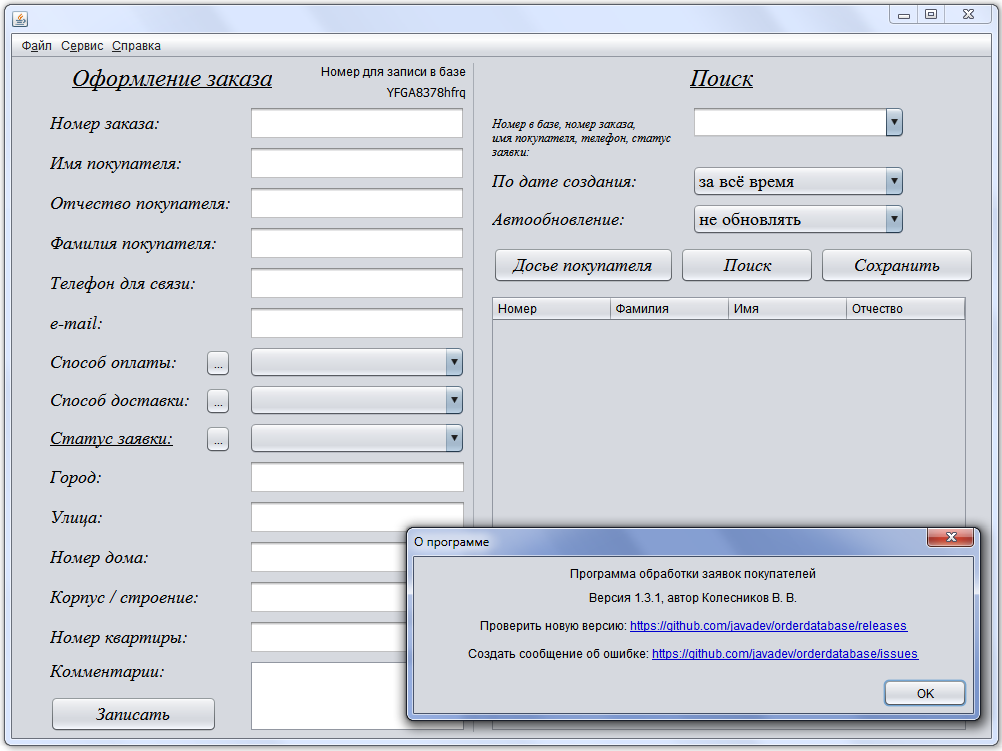 Файл Сервис Справка
Оформление заказа
Номер для записи в базе
YFGA8378hfrq
Номер заказа:
Имя покупателя:
Отчество покупателя:
Фамилия покупателя:
Телефон для связи:
e-mail:
Способ оплаты: ...
Способ доставки: ...
Статус заявки: ...
Город:
Улица:
Номер дома:
Корпус / строение:
Номер квартиры:
Комментарии:
Записать
Поиск
Номер в базе, номер заказа,
имя покупателя, телефон, статус
заявки:
По дате создания: за всё время
Автообновление: не обновлять
Досье покупателя Поиск Сохранить
Номер Фамилия Имя Отчество
О программе
Программа обработки заявок покупателей
Версия 1.3.1, автор Колесников В. В.
Проверить новую версию: https://github.com/javadev/orderdatabase/releases
Создать сообщение об ошибке: https://github.com/javadev/orderdatabase/issues
OK